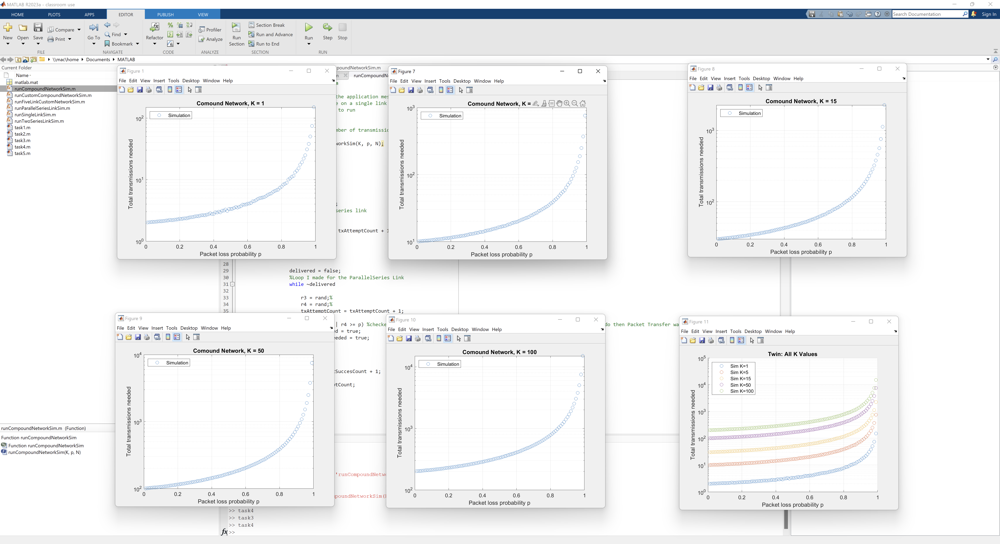 MATLAB R2023a - classroom use
HOME PLOTS APPS EDITOR PUBLISH VIEW
Search Documentation Sign In
New Open Save Compare Print
FILE
Go To Find Bookmark
NAVIGATE
Refactor
CODE
Profiler
Analyze
ANALYZE
Run Section
Section Break
Run and Advance
Run to End
SECTION
Run Step Stop
RUN
\\mac\home Documents MATLAB
Current Folder
Name
matlab.mat
runCompoundNetworkSim.m
runCustomCompoundNetworkSim.m
runFiveLinkCustomNetworkSim.m
runParallelSeriesLinkSim.m
runSingleLinkSim.m
runTwoSeriesLinkSim.m
task1.m
task2.m
task3.m
task4.m
task5.m
runCompoundNetworkSim.m (Function)
Function runCompoundNetworkSim
Function runCompoundNetworkSim
runCompoundNetworkSim(K, p, N)
Figure 1
File Edit View Insert Tools Desktop Window Help
Comound Network, K = 1
Simulation
Total transmissions needed
10^2
10^1
10^0
0 0.2 0.4 0.6 0.8 1
Packet loss probability p
oundNetworkSim.m
m
runCompoundN
m
the application mes
e on a single link
to run
mber of transmissio
workSim(K, p, N);
;
series link
txAttemptCount + 1
Figure 7
File Edit View Insert Tools Desktop Window Help
Comound Network, K =
Simulation
Total transmissions needed
10^3
10^2
10^1
0 0.2 0.4 0.6 0.8 1
Packet loss probability p
Figure 8
File Edit View Insert Tools Desktop Window Help
Comound Network, K = 15
Simulation
Total transmissions needed
10^3
10^2
0 0.2 0.4 0.6 0.8 1
Packet loss probability p
28
29 delivered = false;
30 %Loop I made for the ParallelSeries Link
31 while ~delivered
32
33 r3 = rand;%
34 r4 = rand;%
35 txAttemptCount = txAttemptCount + 1;
| r4 >= p) %checke
do then Packet Transfer wa
d = true;
eded = true;
:SuccesCount + 1;
ptCount;
Figure 9
File Edit View Insert Tools Desktop Window Help
Comound Network, K = 50
Simulation
Total transmissions needed
10^4
10^3
10^2
0 0.2 0.4 0.6 0.8 1
Packet loss probability p
Figure 10
File Edit View Insert Tools Desktop Window Help
Comound Network, K = 100
Simulation
Total transmissions needed
10^4
10^3
10^2
0 0.2 0.4 0.6 0.8 1
Packet loss probability p
Figure 11
File Edit View Insert Tools Desktop Window Help
Twin: All K Values
Sim K=1
Sim K=5
Sim K=15
Sim K=50
Sim K=100
Total transmissions needed
10^5
10^4
10^3
10^2
10^1
10^0
0 0.2 0.4 0.6 0.8 1
Packet loss probability p
'runCompoundNetwo
poundNetworkSim(
>> task4
>> task3
>> task4
fx >>